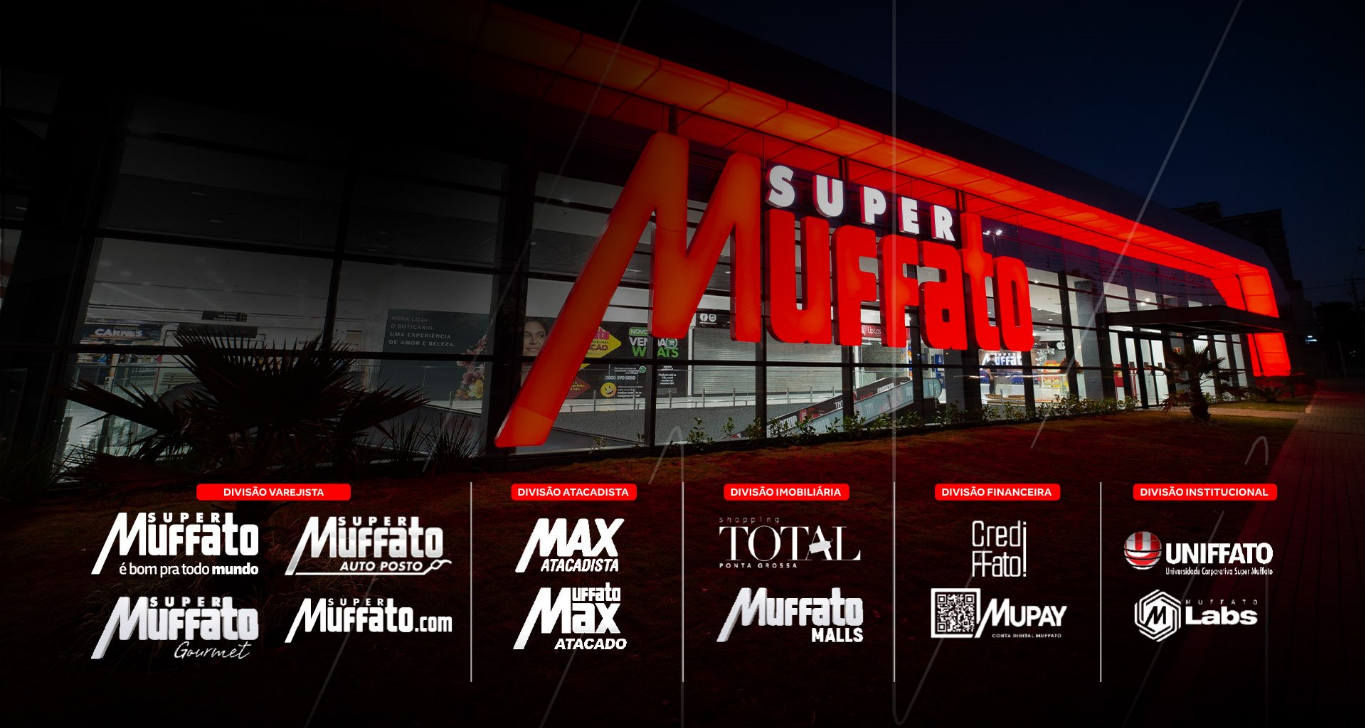 SUPER
Muffato
CARNES
NOVA LOJA
O BOTICÁRIO.
UMA EXPERIÊNCIA
DE AMOR E BELEZA.
DIVISÃO VAREJISTA
SUPER
Muffato
é bom pra todo mundo
SUPER
Muffato
AUTO POSTO
SUPER
Muffato
Gourmet
SUPER
Muffato.com
DIVISÃO ATACADISTA
MAX
ATACADISTA
Muffato
Max
ATACADO
DIVISÃO IMOBILIÁRIA
shopping
TOTAL
PONTA GROSSA
Muffato
MALLS
DIVISÃO FINANCEIRA
Credi
FFato!
MUPAY
CONTA DIGITAL MUFFATO
DIVISÃO INSTITUCIONAL
UNIFFATO
Universidade Corporativa Super Muffato
M
MUFFATO
Labs